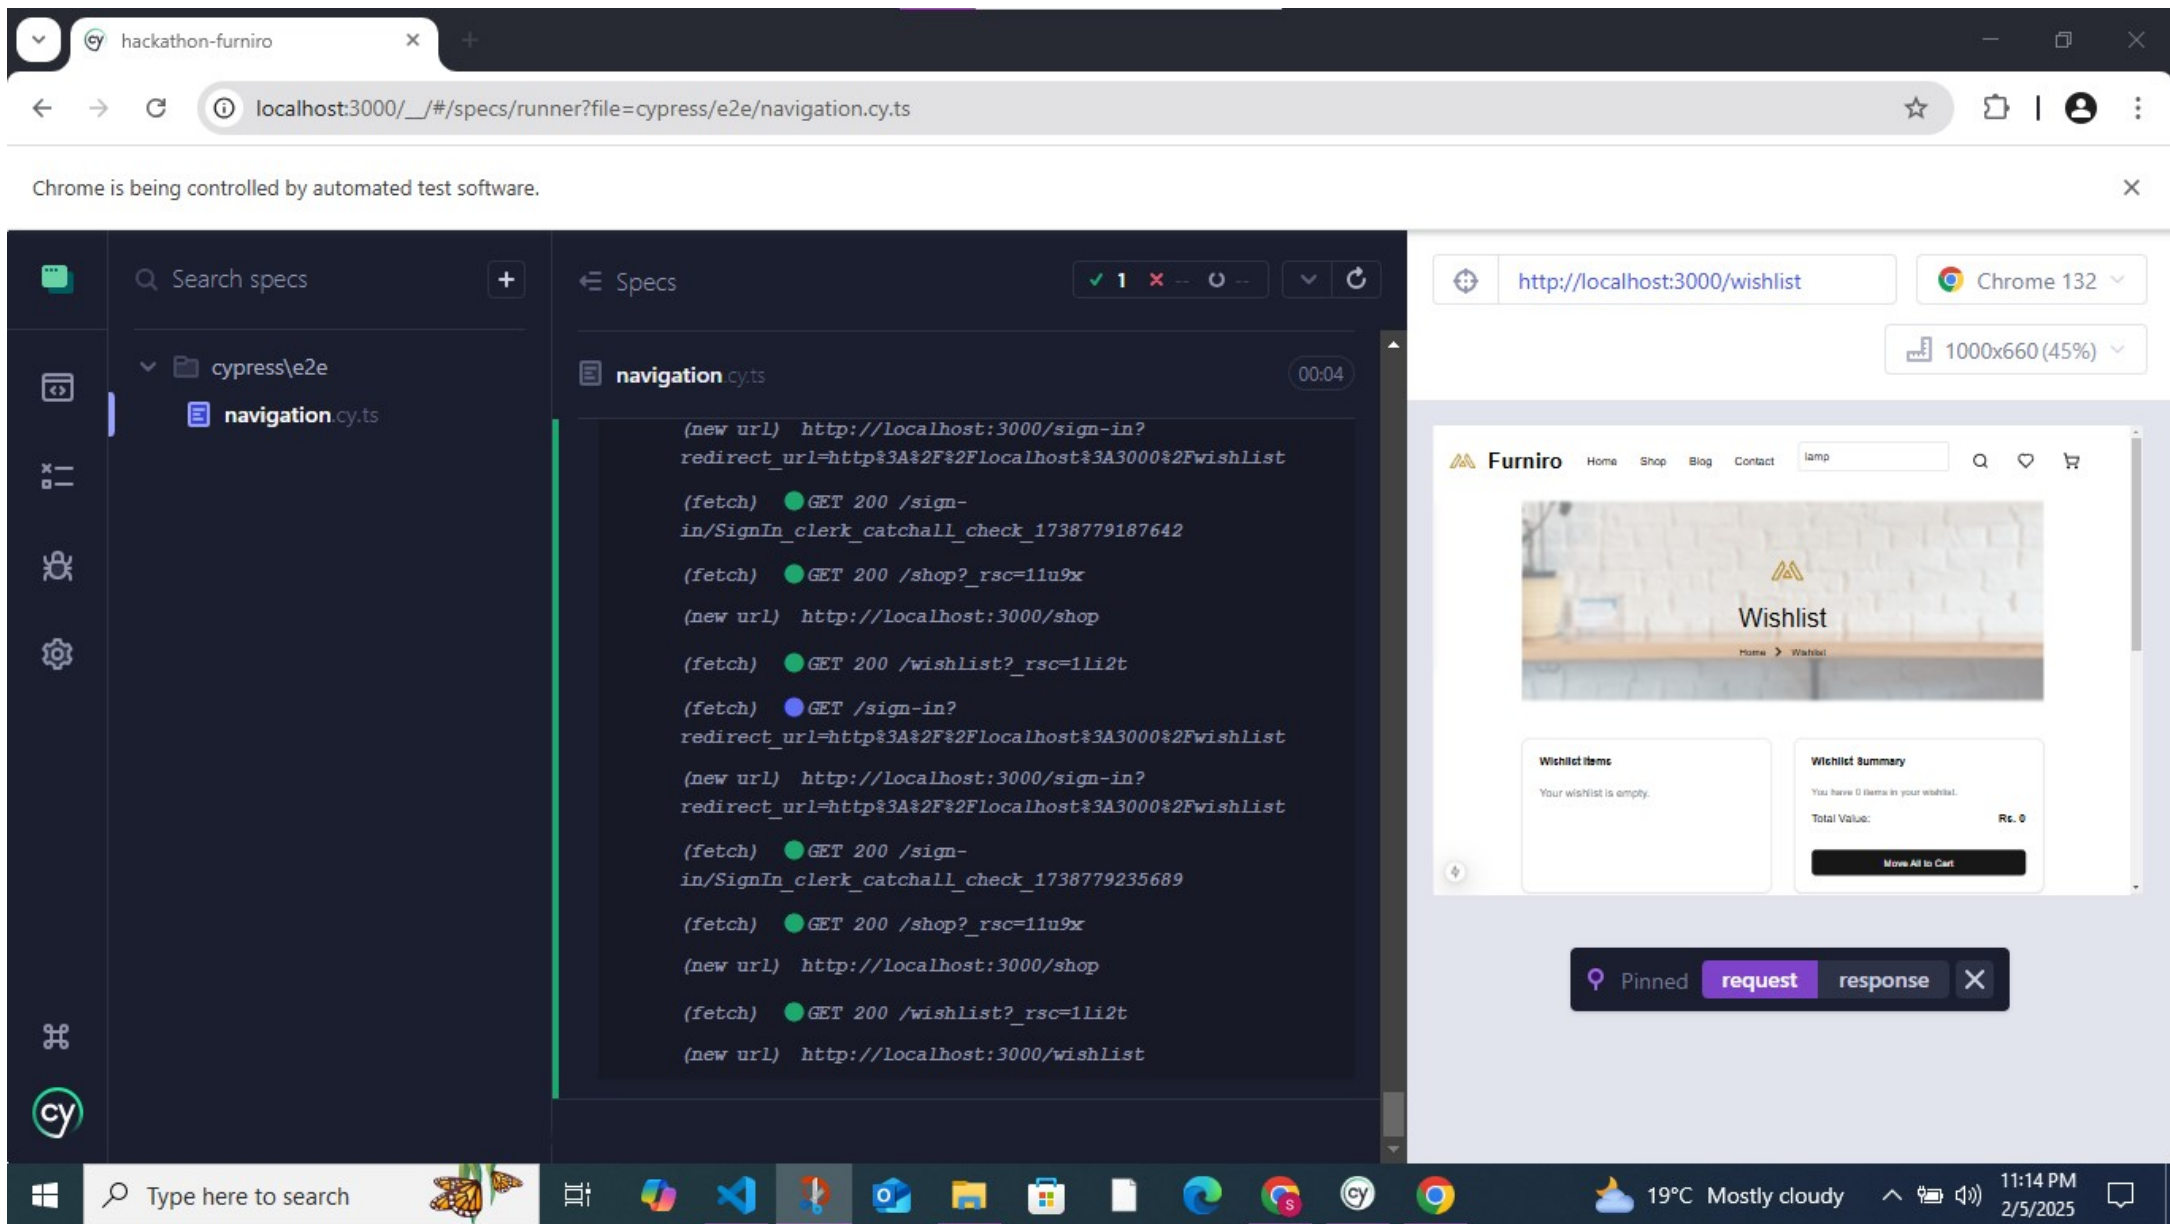 hackathon-furniro
localhost:3000/__/#/specs/runner?file=cypress/e2e/navigation.cy.ts
Chrome is being controlled by automated test software.
Search specs
cypress\e2e
navigation.cy.ts
Specs
1 -- --
navigation.cy.ts 00:04
(new url) http://localhost:3000/sign-in?
redirect_url=http%3A%2F%2Flocalhost%3A3000%2Fwishlist
(fetch) GET 200 /sign-
in/SignIn_clerk_catchall_check_1738779187642
(fetch) GET 200 /shop?_rsc=11u9x
(new url) http://localhost:3000/shop
(fetch) GET 200 /wishlist?_rsc=1li2t
(fetch) GET /sign-in?
redirect_url=http%3A%2F%2Flocalhost%3A3000%2Fwishlist
(new url) http://localhost:3000/sign-in?
redirect_url=http%3A%2F%2Flocalhost%3A3000%2Fwishlist
(fetch) GET 200 /sign-
in/SignIn_clerk_catchall_check_1738779235689
(fetch) GET 200 /shop?_rsc=11u9x
(new url) http://localhost:3000/shop
(fetch) GET 200 /wishlist?_rsc=1li2t
(new url) http://localhost:3000/wishlist
http://localhost:3000/wishlist
Chrome 132
1000x660 (45%)
Furniro Home Shop Blog Contact lamp
Wishlist
Home > Wishlist
Wishlist Items
Your wishlist is empty.
Wishlist Summary
You have 0 items in your wishlist.
Total Value: Rs. 0
Move All to Cart
Pinned request response
cy
Type here to search
19°C Mostly cloudy
11:14 PM
2/5/2025